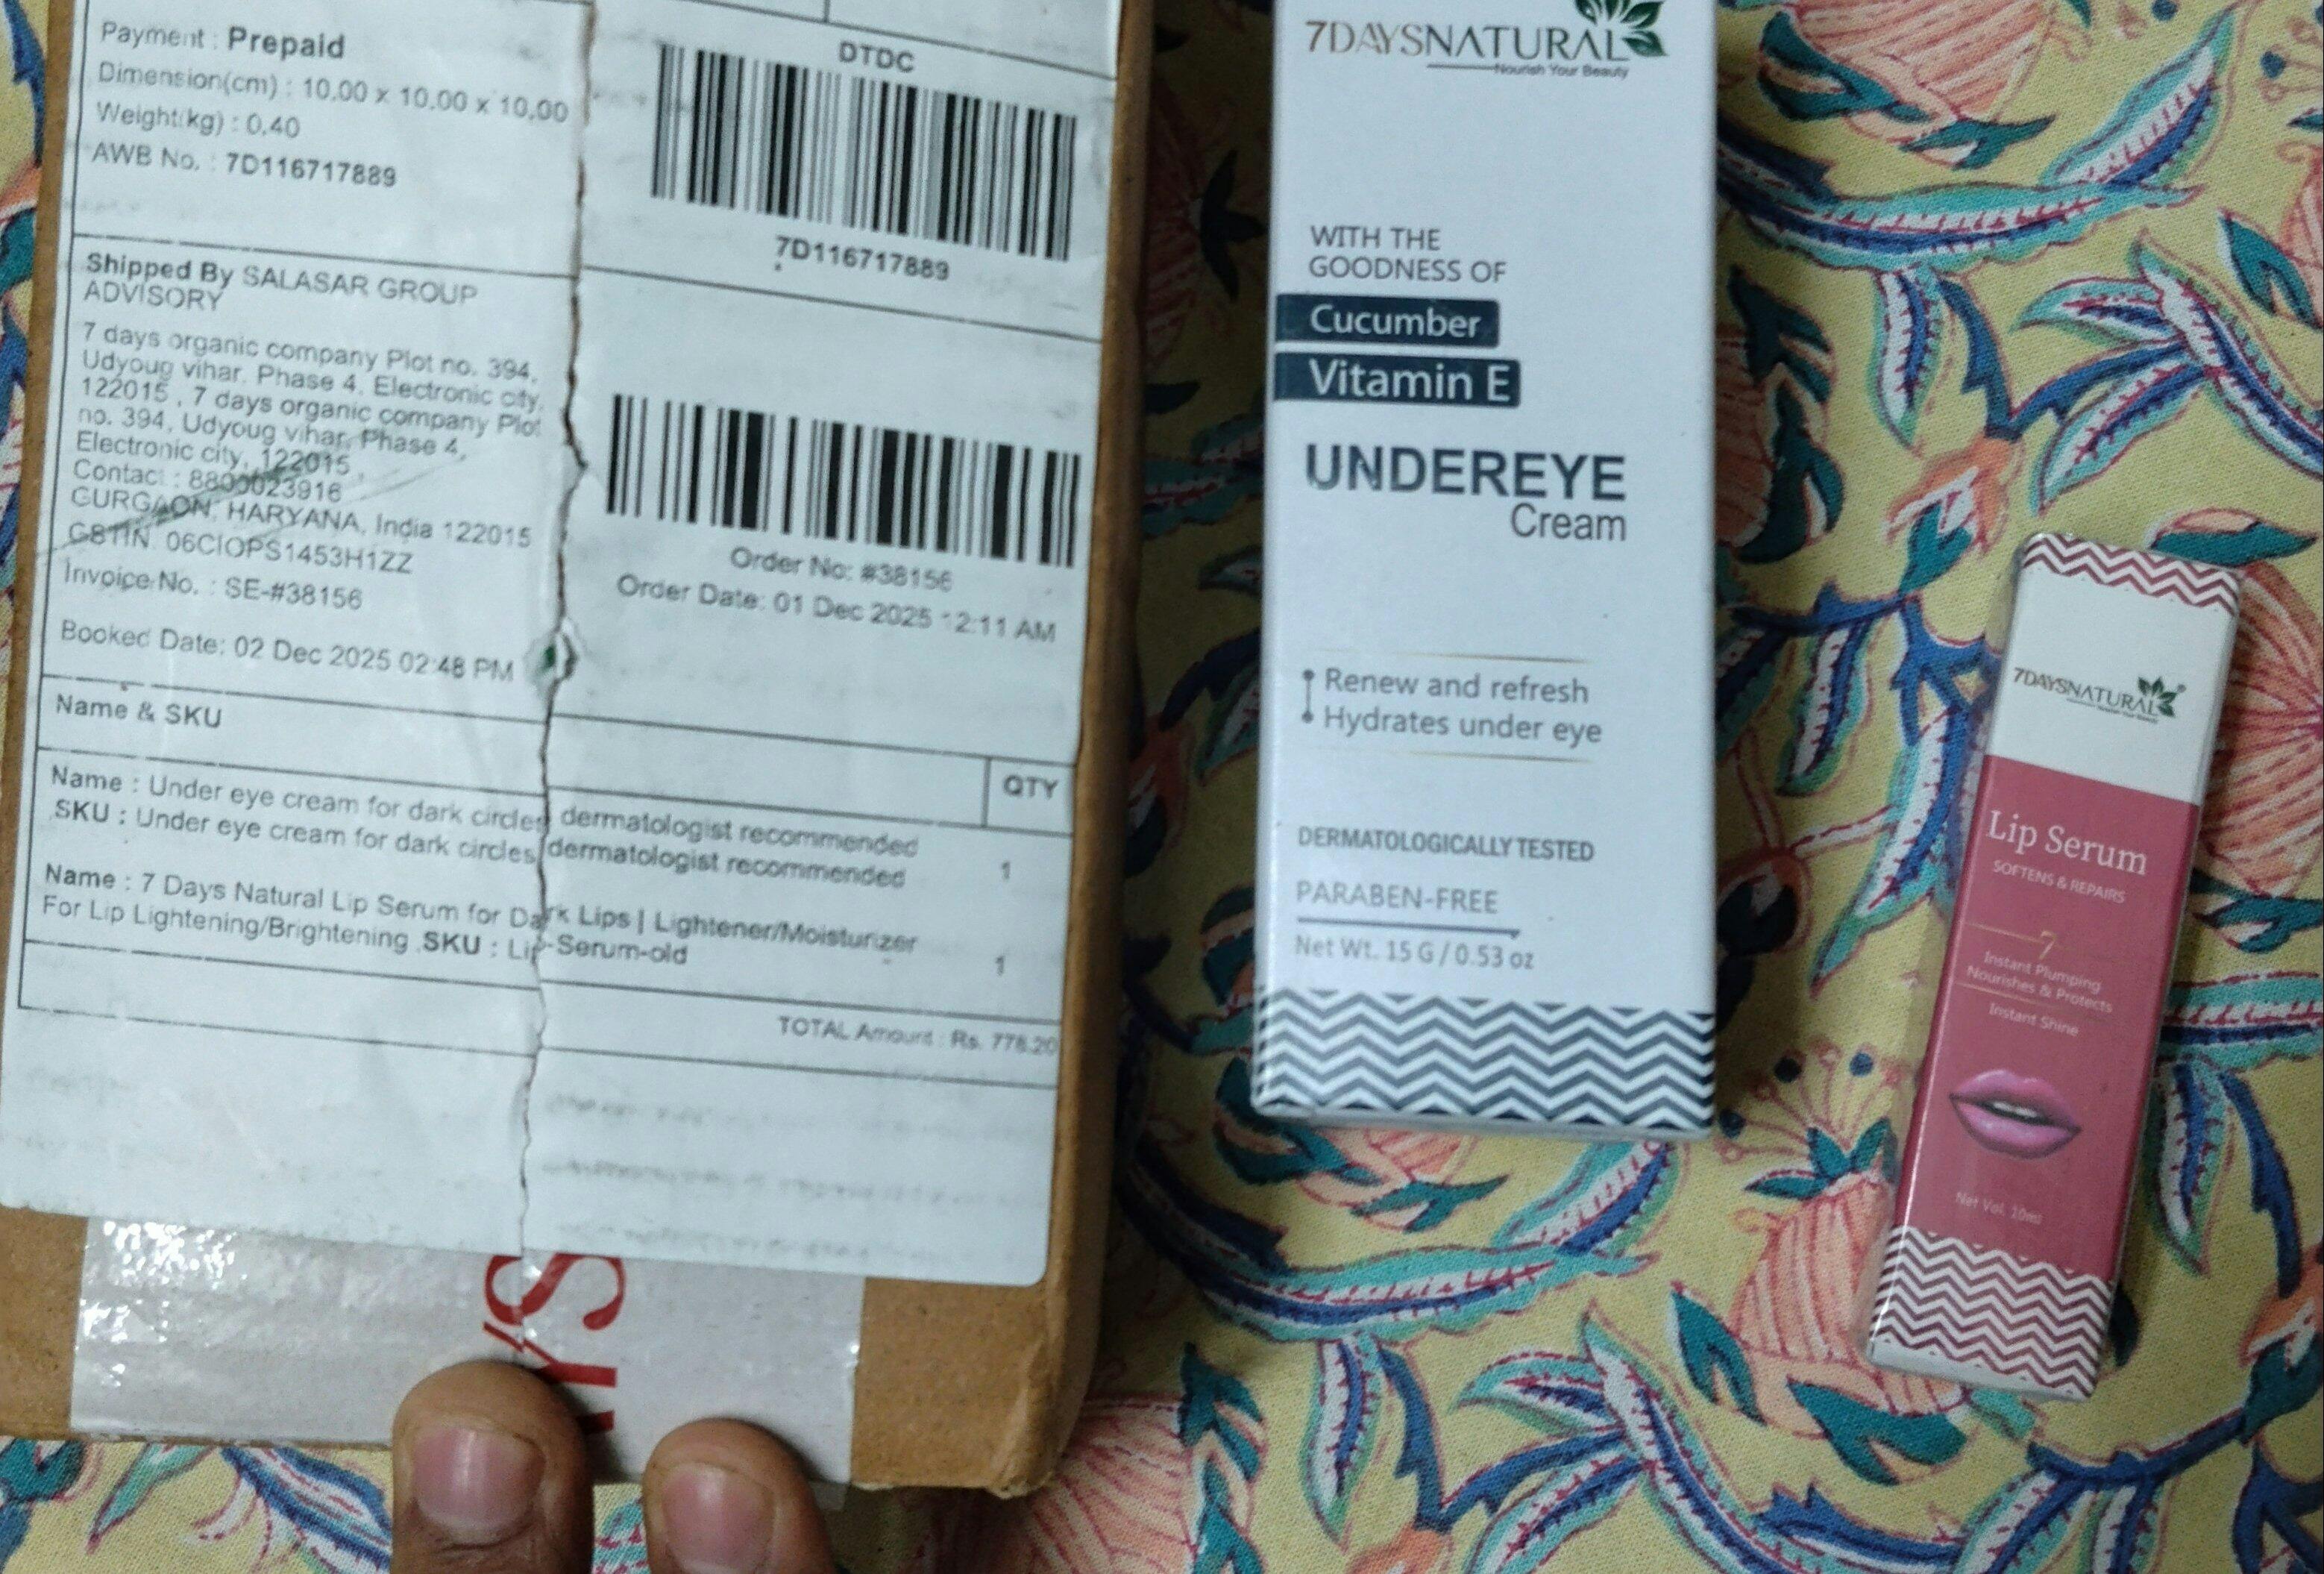 Payment : Prepaid
Dimension(cm) : 10.00 x 10.00 x 10.00
Weight(kg) : 0.40
AWB No. : 7D116717889
DTDC
7D116717889
Shipped By SALASAR GROUP
ADVISORY
7 days organic company Plot no. 394,
Udyoug vihar, Phase 4, Electronic city,
122015 , 7 days organic company Plot
no. 394, Udyoug vihar, Phase 4,
Electronic city, 122015 ,
Contact :
GURGAON, HARYANA, India 122015
GSTIN: 06CIOPS1453H1ZZ
Invoice No. : SE-#38156
Booked Date: 02 Dec 2025 02:48 PM
Order No: #38156
Order Date: 01 Dec 2025 12:11 AM
Name & SKU
QTY
Name : Under eye cream for dark circles dermatologist recommended
SKU : Under eye cream for dark circles dermatologist recommended
1
Name : 7 Days Natural Lip Serum for Dark Lips | Lightener/Moisturizer
For Lip Lightening/Brightening SKU : Lip-Serum-old
1
TOTAL Amount : Rs. 778.20
7DAYSNATURAL
Nourish Your Beauty
WITH THE
GOODNESS OF
Cucumber
Vitamin E
UNDEREYE
Cream
Renew and refresh
Hydrates under eye
DERMATOLOGICALLY TESTED
PARABEN-FREE
Net Wt. 15 G / 0.53 oz
7DAYSNATURAL
Nourish Your Beauty
Lip Serum
SOFTENS & REPAIRS
7
Instant Plumping
Nourishes & Protects
Instant Shine
Net Vol. 10ml